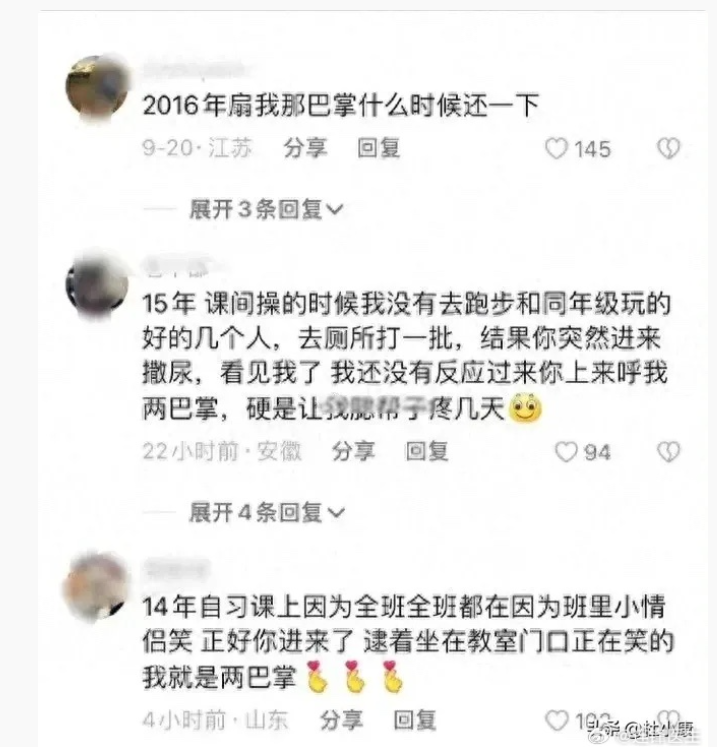 2016年扇我那巴掌什么时候还一下
9-20·江苏 分享 回复 145
展开3条回复
15年 课间操的时候我没有去跑步和同年级玩的
好的几个人，去厕所打一批，结果你突然进来
撒尿，看见我了 我还没有反应过来你上来呼我
两巴掌，硬是让我腮帮子疼几天
22小时前·安徽 分享 回复 94
展开4条回复
14年自习课上因为全班全班都在因为班里小情
侣笑 正好你进来了 逮着坐在教室门口正在笑的
我就是两巴掌
4小时前·山东 分享 回复